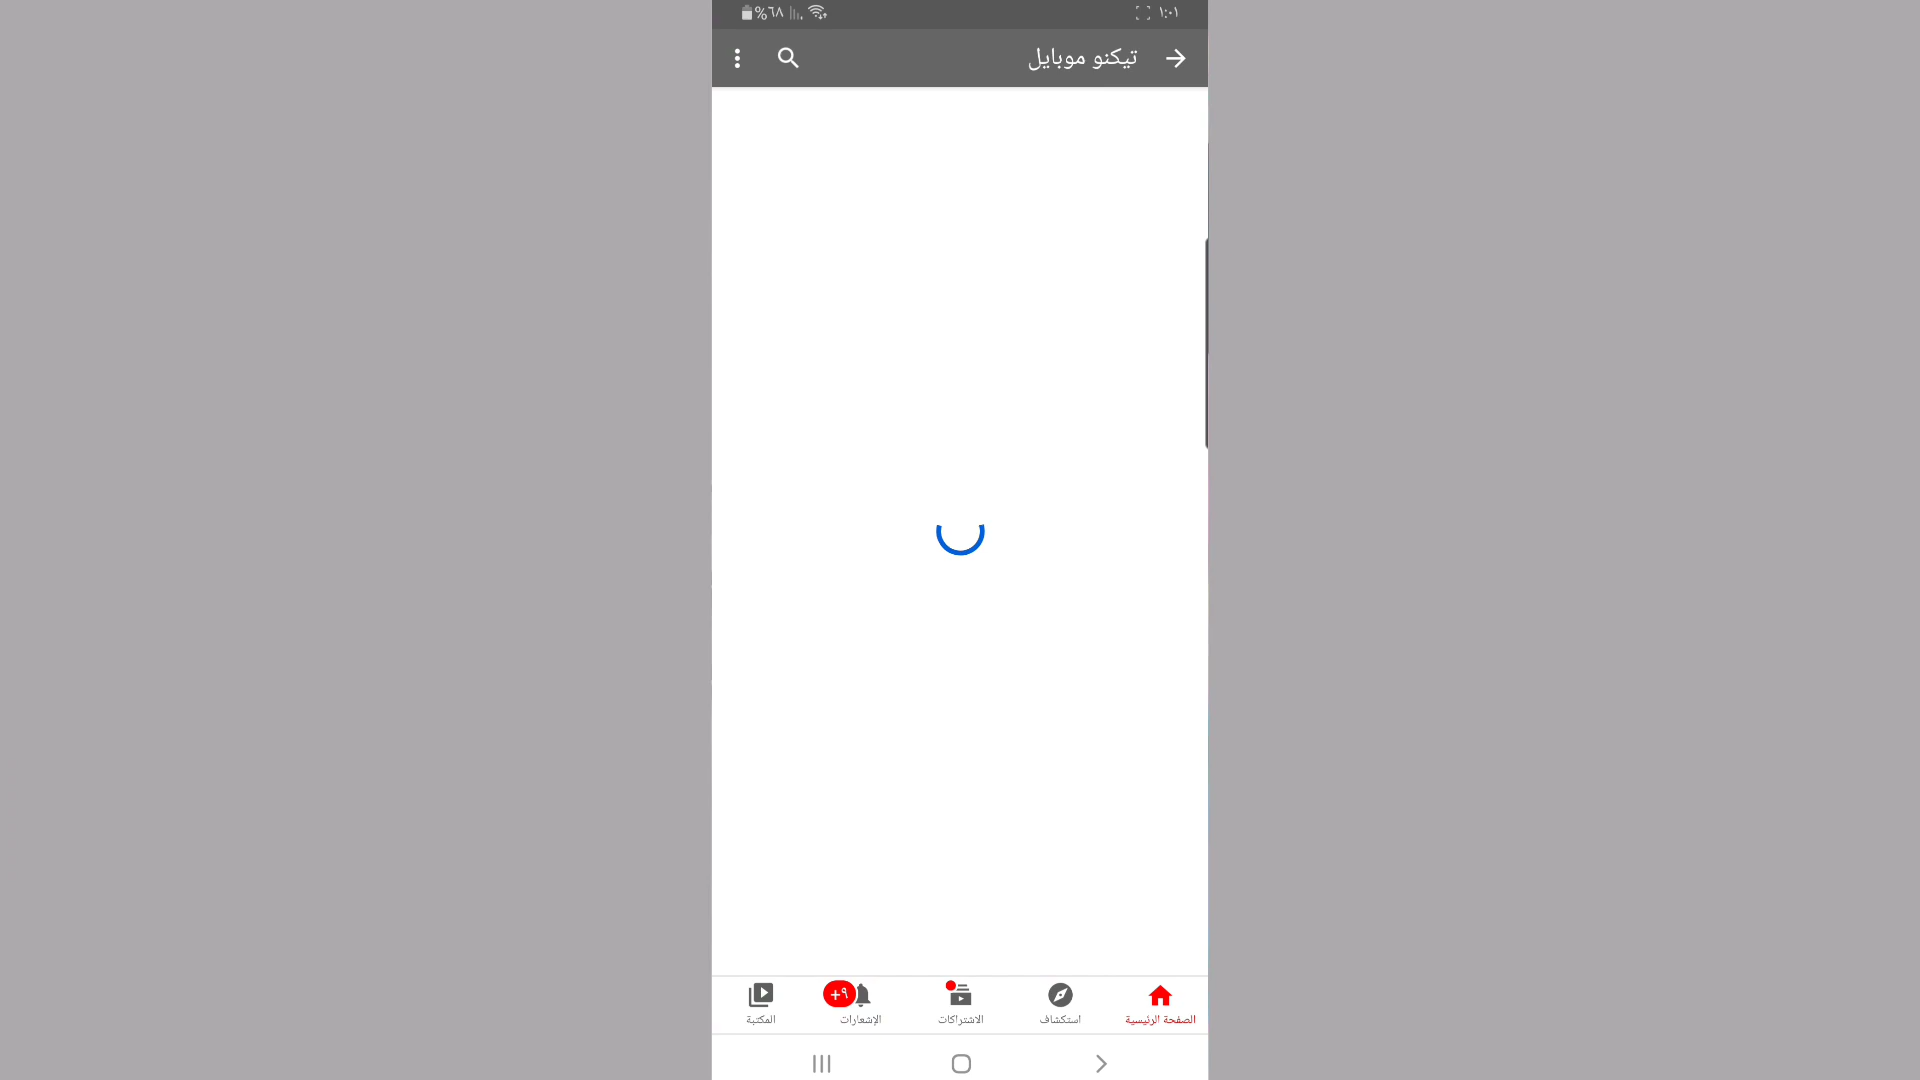 ١:٠١ %٦٨
تيكنو موبايل
+٩
الصفحة الرئيسية
استكشاف
الاشتراكات
الإشعارات
المكتبة